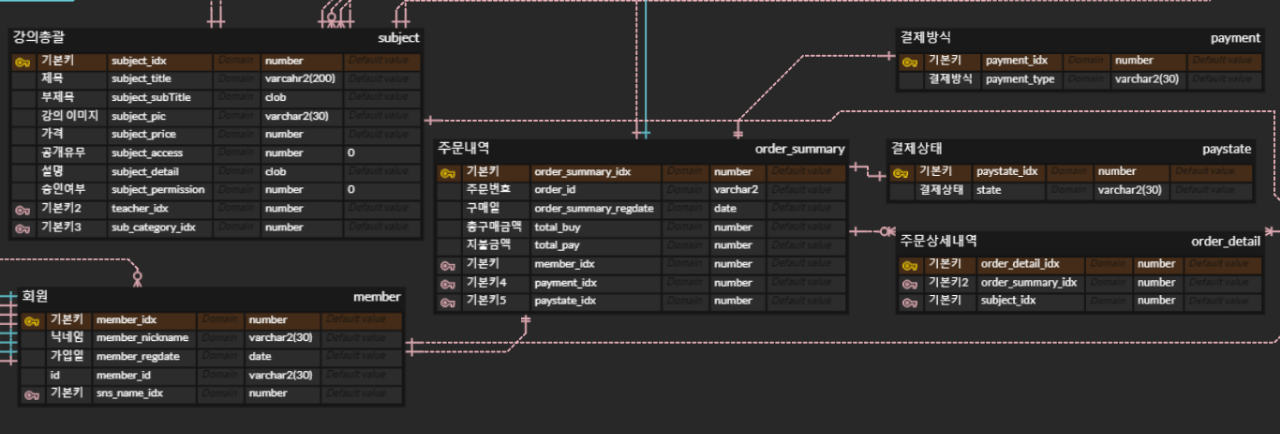 강의총괄 subject
기본키 subject_idx Domain number Default value
제목 subject_title Domain varcahr2(200) Default value
부제목 subject_subTitle Domain clob Default value
강의 이미지 subject_pic Domain varchar2(30) Default value
가격 subject_price Domain number Default value
공개유무 subject_access Domain number 0
설명 subject_detail Domain clob Default value
승인여부 subject_permission Domain number 0
기본키2 teacher_idx Domain number Default value
기본키3 sub_category_idx Domain number Default value
결제방식 payment
기본키 payment_idx Domain number Default value
결제방식 payment_type Domain varchar2(30) Default value
주문내역 order_summary
기본키 order_summary_idx Domain number Default value
주문번호 order_id Domain varchar2 Default value
구매일 order_summary_regdate Domain date Default value
총구매금액 total_buy Domain number Default value
지불금액 total_pay Domain number Default value
기본키 member_idx Domain number Default value
기본키4 payment_idx Domain number Default value
기본키5 paystate_idx Domain number Default value
결제상태 paystate
기본키 paystate_idx Domain number Default value
결제상태 state Domain varchar2(30) Default value
주문상세내역 order_detail
기본키 order_detail_idx Domain number Default value
기본키2 order_summary_idx Domain number Default value
기본키 subject_idx Domain number Default value
회원 member
기본키 member_idx Domain number Default value
닉네임 member_nickname Domain varchar2(30) Default value
가입일 member_regdate Domain date Default value
id member_id Domain varchar2(30) Default value
기본키 sns_name_idx Domain number Default value